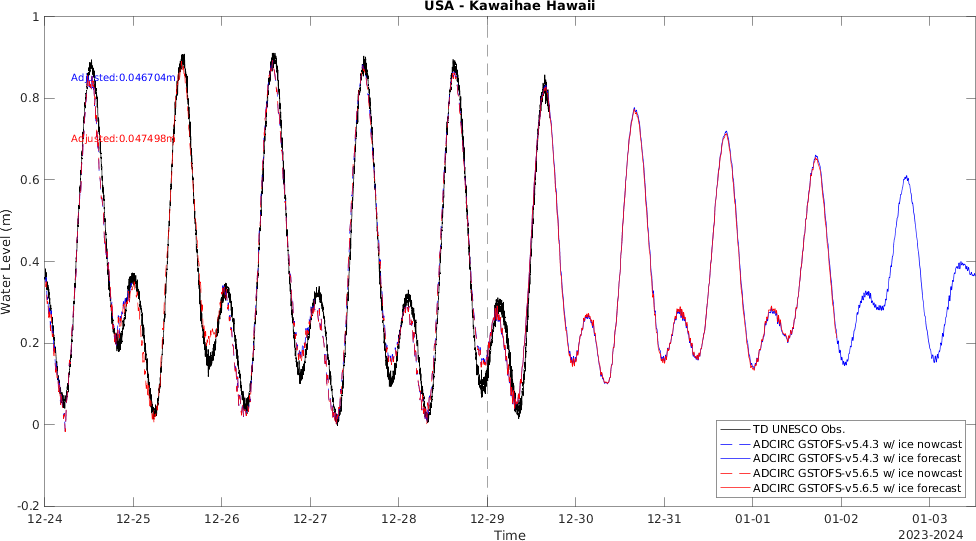 USA - Kawaihae Hawaii
1
0.8
0.6
0.4
0.2
0
-0.2
Water Level (m)
Adjusted:0.046704m
Adjusted:0.047498m
TD UNESCO Obs.
ADCIRC GSTOFS-v5.4.3 w/ ice nowcast
ADCIRC GSTOFS-v5.4.3 w/ ice forecast
ADCIRC GSTOFS-v5.6.5 w/ ice nowcast
ADCIRC GSTOFS-v5.6.5 w/ ice forecast
12-24 12-25 12-26 12-27 12-28 12-29 12-30 12-31 01-01 01-02 01-03
Time
2023-2024